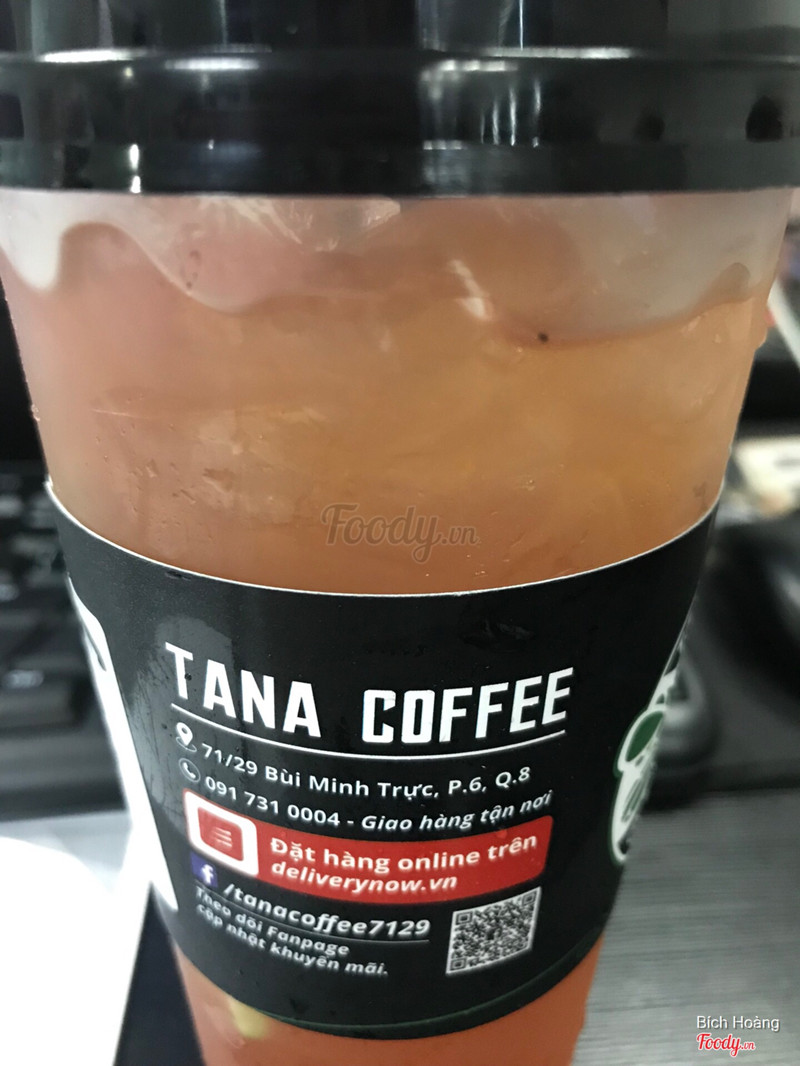 Foody.vn
TANA COFFEE
71/29 Bùi Minh Trực, P.6, Q.8
091 731 0004 - Giao hàng tận nơi
Đặt hàng online trên
deliverynow.vn
f /tanacoffee7129
Theo dõi Fanpage
cập nhật khuyến mãi.
Bích Hoàng
Foody.vn